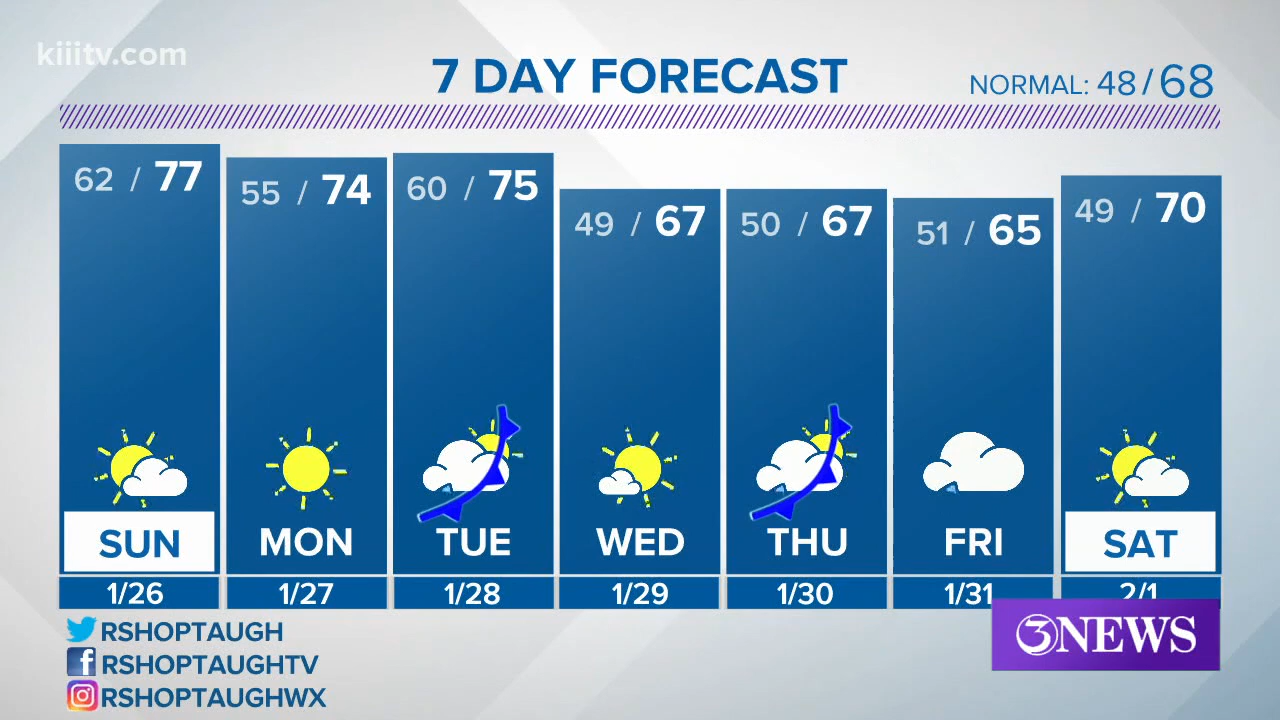 kiiitv.com
7 DAY FORECAST
NORMAL: 48/68
62 / 77
55 / 74
60 / 75
49 / 67
50 / 67
51 / 65
49 / 70
SUN
MON
TUE
WED
THU
FRI
SAT
1/26
1/27
1/28
1/29
1/30
1/31
2/1
3NEWS
RSHOPTAUGH
RSHOPTAUGHTV
RSHOPTAUGHWX